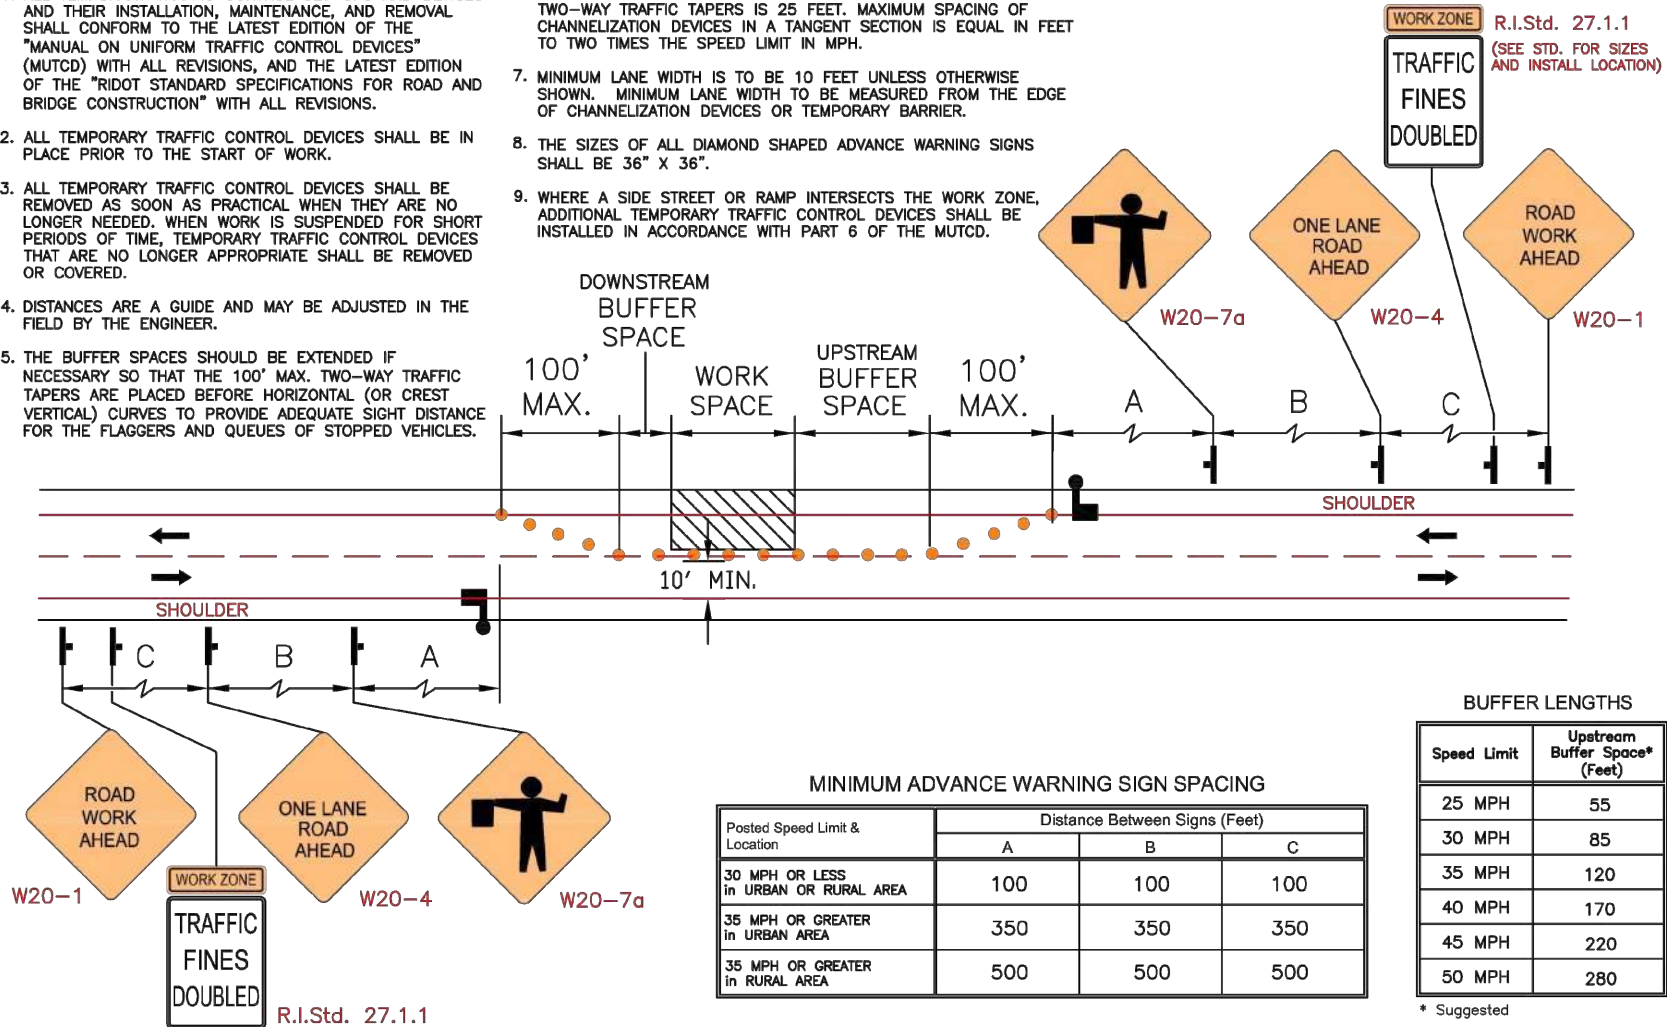 AND THEIR INSTALLATION, MAINTENANCE, AND REMOVAL
SHALL CONFORM TO THE LATEST EDITION OF THE
"MANUAL ON UNIFORM TRAFFIC CONTROL DEVICES"
(MUTCD) WITH ALL REVISIONS, AND THE LATEST EDITION
OF THE "RIDOT STANDARD SPECIFICATIONS FOR ROAD AND
BRIDGE CONSTRUCTION" WITH ALL REVISIONS.
2. ALL TEMPORARY TRAFFIC CONTROL DEVICES SHALL BE IN
PLACE PRIOR TO THE START OF WORK.
3. ALL TEMPORARY TRAFFIC CONTROL DEVICES SHALL BE
REMOVED AS SOON AS PRACTICAL WHEN THEY ARE NO
LONGER NEEDED. WHEN WORK IS SUSPENDED FOR SHORT
PERIODS OF TIME, TEMPORARY TRAFFIC CONTROL DEVICES
THAT ARE NO LONGER APPROPRIATE SHALL BE REMOVED
OR COVERED.
4. DISTANCES ARE A GUIDE AND MAY BE ADJUSTED IN THE
FIELD BY THE ENGINEER.
5. THE BUFFER SPACES SHOULD BE EXTENDED IF
NECESSARY SO THAT THE 100' MAX. TWO-WAY TRAFFIC
TAPERS ARE PLACED BEFORE HORIZONTAL (OR CREST
VERTICAL) CURVES TO PROVIDE ADEQUATE SIGHT DISTANCE
FOR THE FLAGGERS AND QUEUES OF STOPPED VEHICLES.
TWO-WAY TRAFFIC TAPERS IS 25 FEET. MAXIMUM SPACING OF
CHANNELIZATION DEVICES IN A TANGENT SECTION IS EQUAL IN FEET
TO TWO TIMES THE SPEED LIMIT IN MPH.
7. MINIMUM LANE WIDTH IS TO BE 10 FEET UNLESS OTHERWISE
SHOWN. MINIMUM LANE WIDTH TO BE MEASURED FROM THE EDGE
OF CHANNELIZATION DEVICES OR TEMPORARY BARRIER.
8. THE SIZES OF ALL DIAMOND SHAPED ADVANCE WARNING SIGNS
SHALL BE 36" X 36".
9. WHERE A SIDE STREET OR RAMP INTERSECTS THE WORK ZONE,
ADDITIONAL TEMPORARY TRAFFIC CONTROL DEVICES SHALL BE
INSTALLED IN ACCORDANCE WITH PART 6 OF THE MUTCD.
WORK ZONE
R.I.Std. 27.1.1
(SEE STD. FOR SIZES
AND INSTALL LOCATION)
TRAFFIC
FINES
DOUBLED
ONE LANE
ROAD
AHEAD
ROAD
WORK
AHEAD
W20-7a
W20-4
W20-1
DOWNSTREAM
BUFFER
SPACE
100'
MAX.
WORK
SPACE
UPSTREAM
BUFFER
SPACE
100'
MAX.
A
B
C
SHOULDER
10' MIN.
SHOULDER
C
B
A
ROAD
WORK
AHEAD
ONE LANE
ROAD
AHEAD
W20-1
W20-4
W20-7a
WORK ZONE
TRAFFIC
FINES
DOUBLED
R.I.Std. 27.1.1
MINIMUM ADVANCE WARNING SIGN SPACING
Posted Speed Limit &
Location
Distance Between Signs (Feet)
A B C
30 MPH OR LESS
in URBAN OR RURAL AREA
100 100 100
35 MPH OR GREATER
in URBAN AREA
350 350 350
35 MPH OR GREATER
in RURAL AREA
500 500 500
BUFFER LENGTHS
Speed Limit
Upstream
Buffer Space*
(Feet)
25 MPH 55
30 MPH 85
35 MPH 120
40 MPH 170
45 MPH 220
50 MPH 280
* Suggested